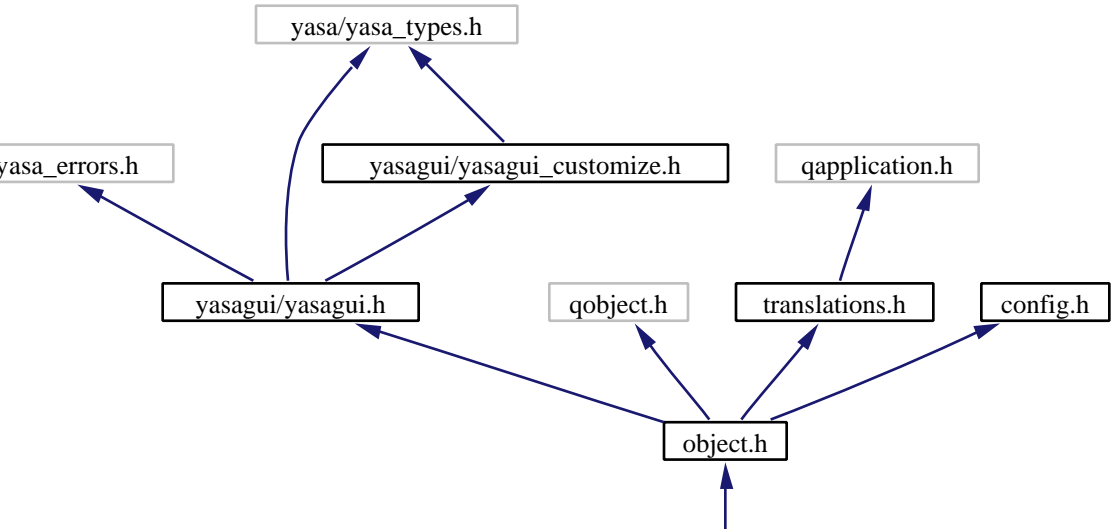 yasa/yasa_types.h
yasa_errors.h
yasagui/yasagui_customize.h
qapplication.h
yasagui/yasagui.h
qobject.h
translations.h
config.h
object.h